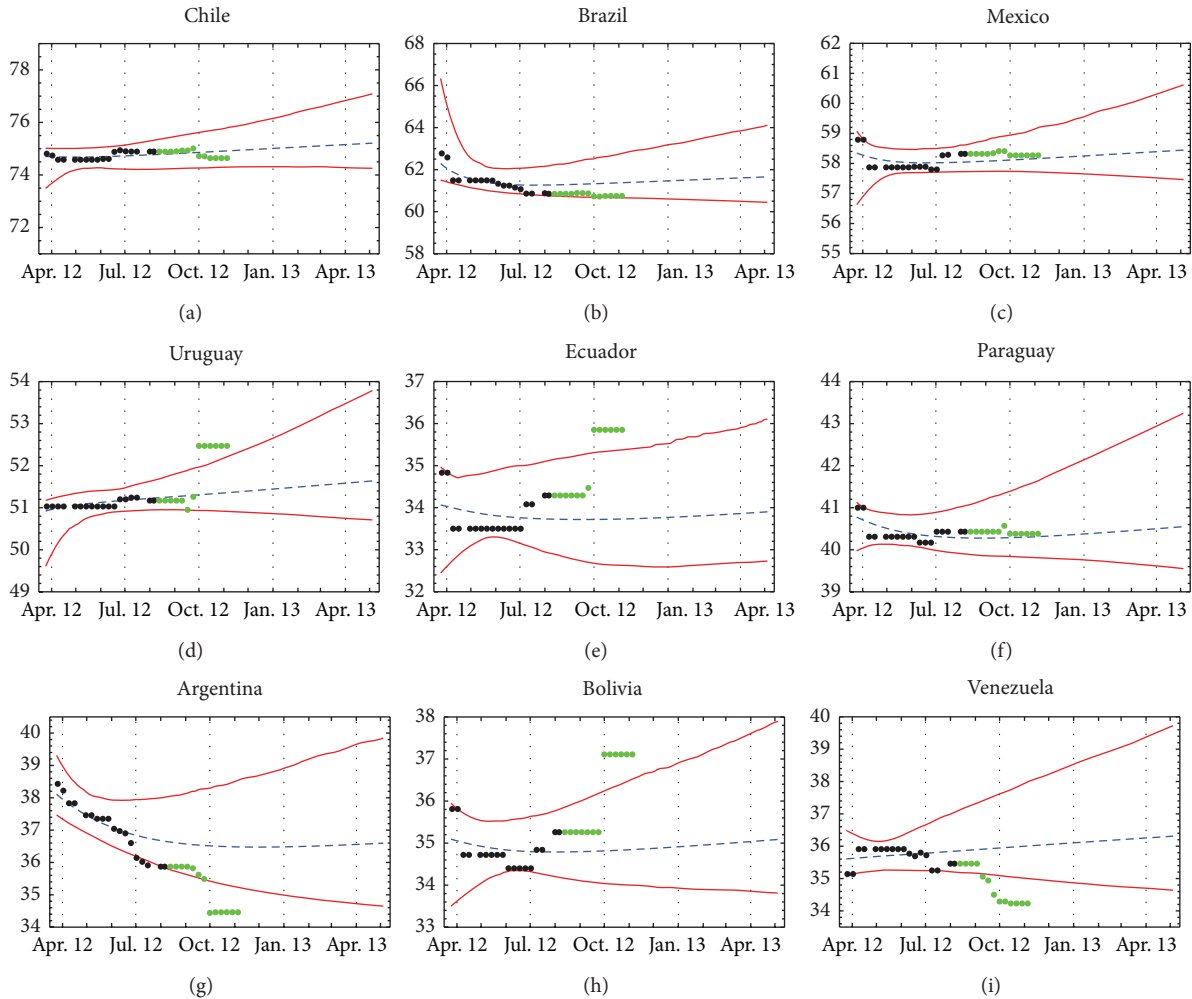 Chile
78
76
75
74
72
71
Apr. 12 Jul. 12 Oct. 12 Jan. 13 Apr. 13
(a)
Brazil
68
66
64
62
60
58
Apr. 12 Jul. 12 Oct. 12 Jan. 13 Apr. 13
(b)
Mexico
62
61
60
59
58
57
56
55
Apr. 12 Jul. 12 Oct. 12 Jan. 13 Apr. 13
(c)
Uruguay
54
53
52
51
50
49
Apr. 12 Jul. 12 Oct. 12 Jan. 13 Apr. 13
(d)
Ecuador
37
36
35
34
33
32
31
Apr. 12 Jul. 12 Oct. 12 Jan. 13 Apr. 13
(e)
Paraguay
44
43
42
41
40
39
Apr. 12 Jul. 12 Oct. 12 Jan. 13 Apr. 13
(f)
Argentina
40
39
38
37
36
35
34
Apr. 12 Jul. 12 Oct. 12 Jan. 13 Apr. 13
(g)
Bolivia
38
37
36
35
34
33
Apr. 12 Jul. 12 Oct. 12 Jan. 13 Apr. 13
(h)
Venezuela
40
39
38
37
36
35
34
Apr. 12 Jul. 12 Oct. 12 Jan. 13 Apr. 13
(i)